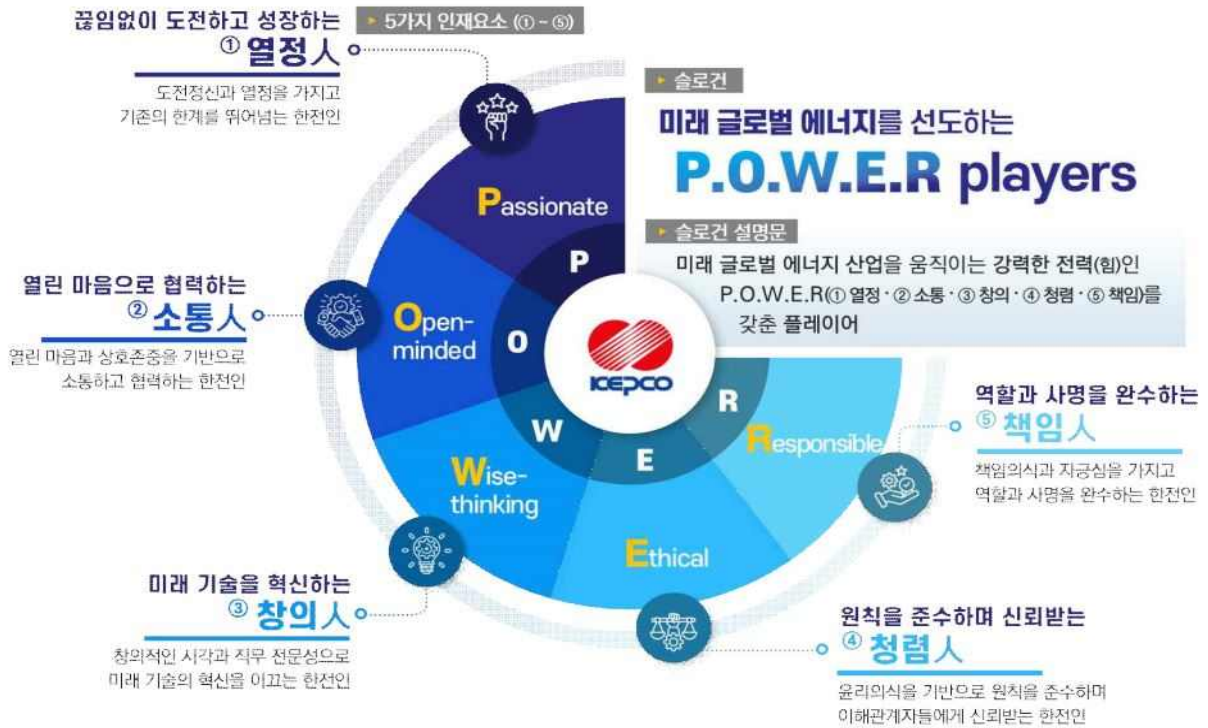 끊임없이 도전하고 성장하는
① 열정人
도전정신과 열정을 가지고
기존의 한계를 뛰어넘는 한전인
▸ 5가지 인재요소 (① ~ ⑤)
▸ 슬로건
미래 글로벌 에너지를 선도하는
P.O.W.E.R players
▸ 슬로건 설명문
미래 글로벌 에너지 산업을 움직이는 강력한 전력(힘)인
P.O.W.E.R(① 열정 · ② 소통 · ③ 창의 · ④ 청렴 · ⑤ 책임)를
갖춘 플레이어
Passionate
P
열린 마음으로 협력하는
② 소통人
열린 마음과 상호존중을 기반으로
소통하고 협력하는 한전인
Open-
minded
O
KEPCO
W
Wise-
thinking
E
Ethical
R
Responsible
역할과 사명을 완수하는
⑤ 책임人
책임의식과 자긍심을 가지고
역할과 사명을 완수하는 한전인
미래 기술을 혁신하는
③ 창의人
창의적인 시각과 직무 전문성으로
미래 기술의 혁신을 이끄는 한전인
원칙을 준수하며 신뢰받는
④ 청렴人
윤리의식을 기반으로 원칙을 준수하며
이해관계자들에게 신뢰받는 한전인